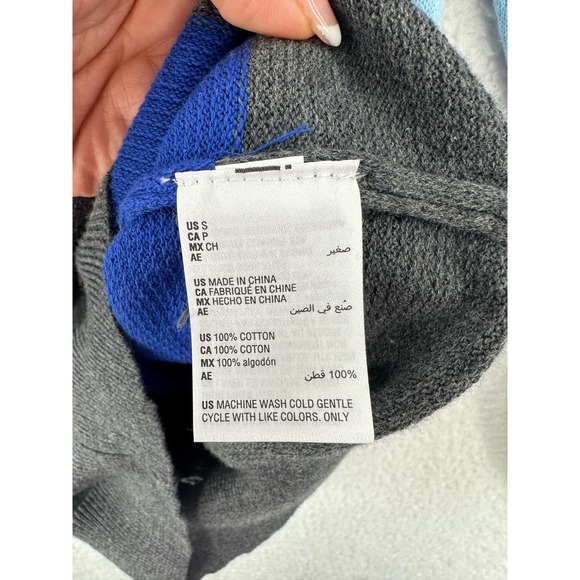 US S
CA P
MX CH
AE صغير
US MADE IN CHINA
CA FABRIQUÉ EN CHINE
MX HECHO EN CHINA
AE صُنع في الصين
US 100% COTTON
CA 100% COTON
MX 100% algodón
AE 100% قطن
US MACHINE WASH COLD GENTLE
CYCLE WITH LIKE COLORS. ONLY